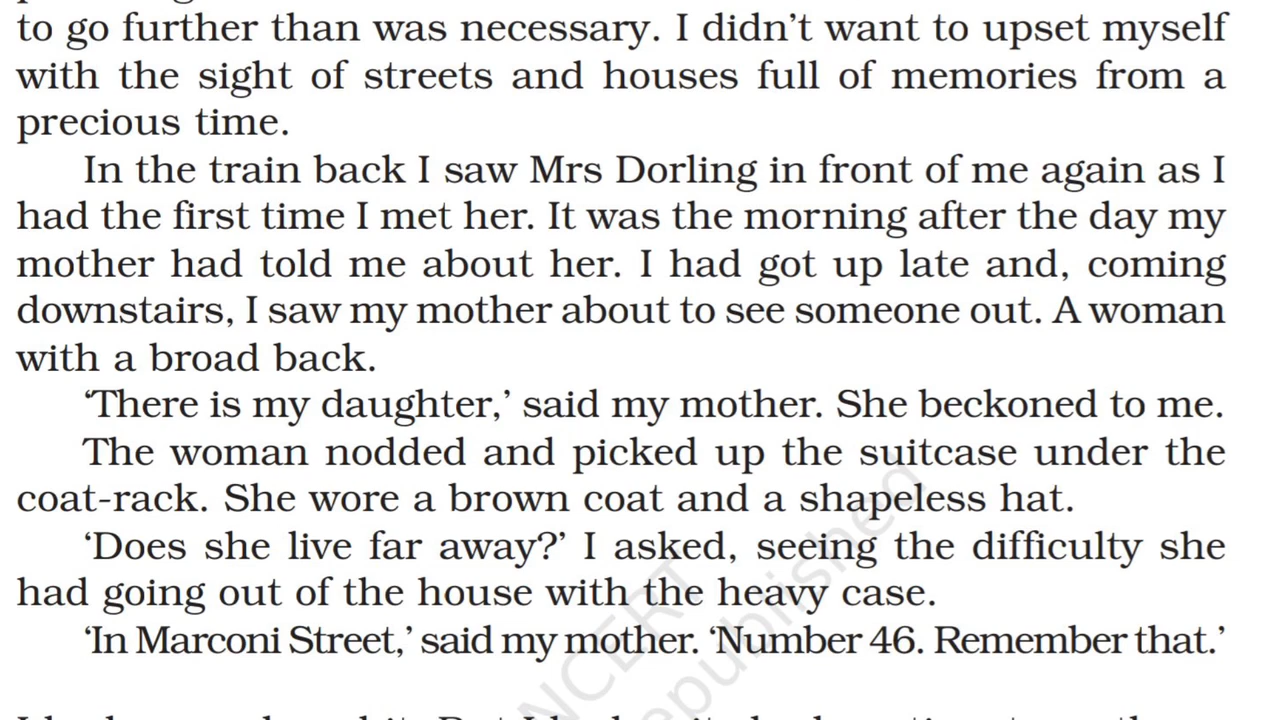 to go further than was necessary. I didn’t want to upset myself
with the sight of streets and houses full of memories from a
precious time.
In the train back I saw Mrs Dorling in front of me again as I
had the first time I met her. It was the morning after the day my
mother had told me about her. I had got up late and, coming
downstairs, I saw my mother about to see someone out. A woman
with a broad back.
‘There is my daughter,’ said my mother. She beckoned to me.
The woman nodded and picked up the suitcase under the
coat-rack. She wore a brown coat and a shapeless hat.
‘Does she live far away?’ I asked, seeing the difficulty she
had going out of the house with the heavy case.
‘In Marconi Street,’ said my mother. ‘Number 46. Remember that.’
NCERT
epublished